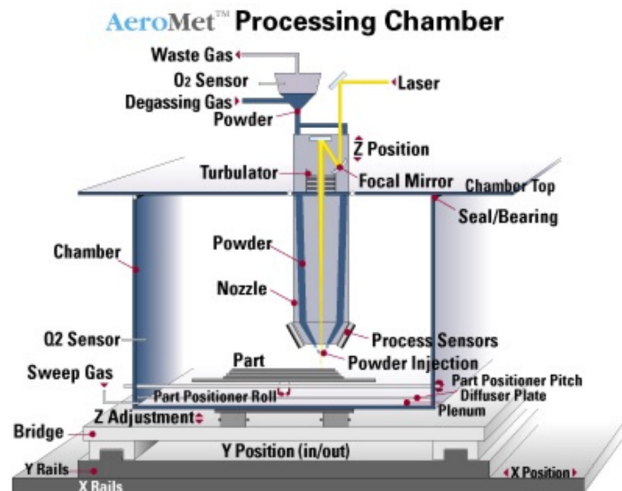 AeroMet™ Processing Chamber
Waste Gas
O2 Sensor
Degassing Gas
Powder
Laser
Z Position
Turbulator
Focal Mirror
Chamber Top
Seal/Bearing
Chamber
Powder
Nozzle
O2 Sensor
Process Sensors
Part
Powder Injection
Sweep Gas
Part Positioner Pitch
Part Positioner Roll
Diffuser Plate
Plenum
Z Adjustment
Bridge
Y Position (in/out)
Y Rails
X Position
X Rails